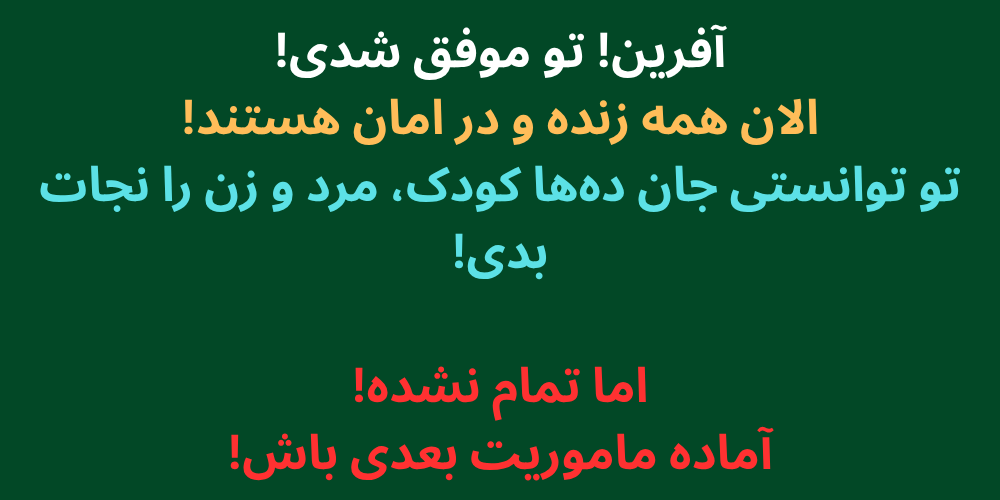 آفرین! تو موفق شدی!
الان همه زنده و در امان هستند!
تو توانستی جان ده‌ها کودک، مرد و زن را نجات
بدی!
اما تمام نشده!
آماده ماموریت بعدی باش!